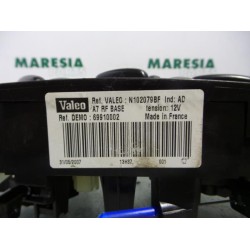 MARESIA
MARESIA
PARTS
Valeo
Ref. VALEO : N102079BF Ind: AD
AT RF BASE tension: 12V
Ref. DEMO : 69910002 Made in France